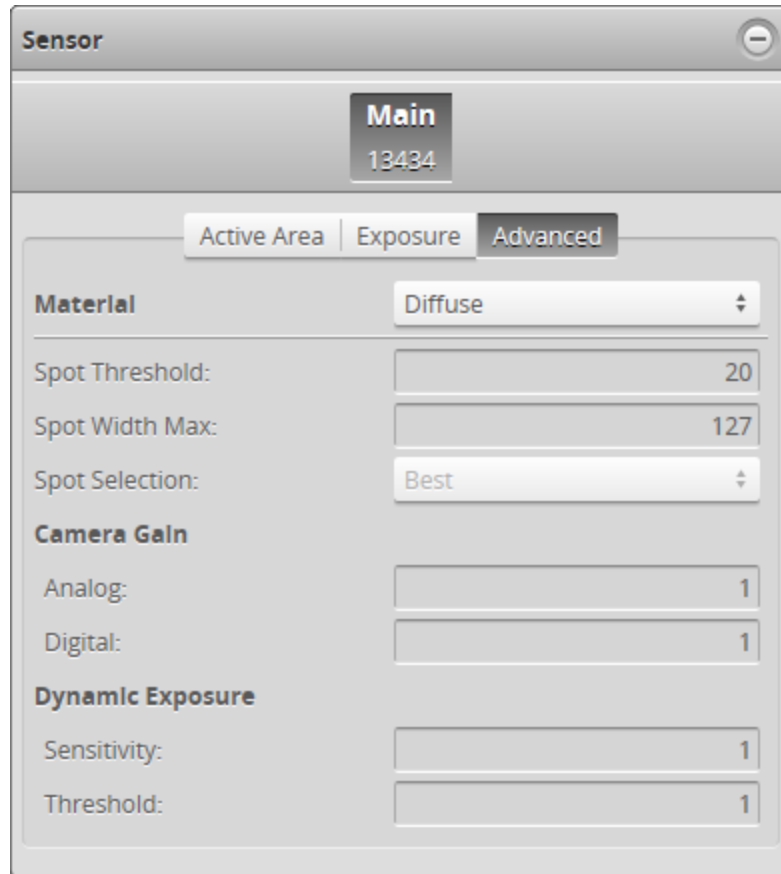 Sensor
Main
13434
Active Area Exposure Advanced
Material Diffuse
Spot Threshold: 20
Spot Width Max: 127
Spot Selection: Best
Camera Gain
Analog: 1
Digital: 1
Dynamic Exposure
Sensitivity: 1
Threshold: 1